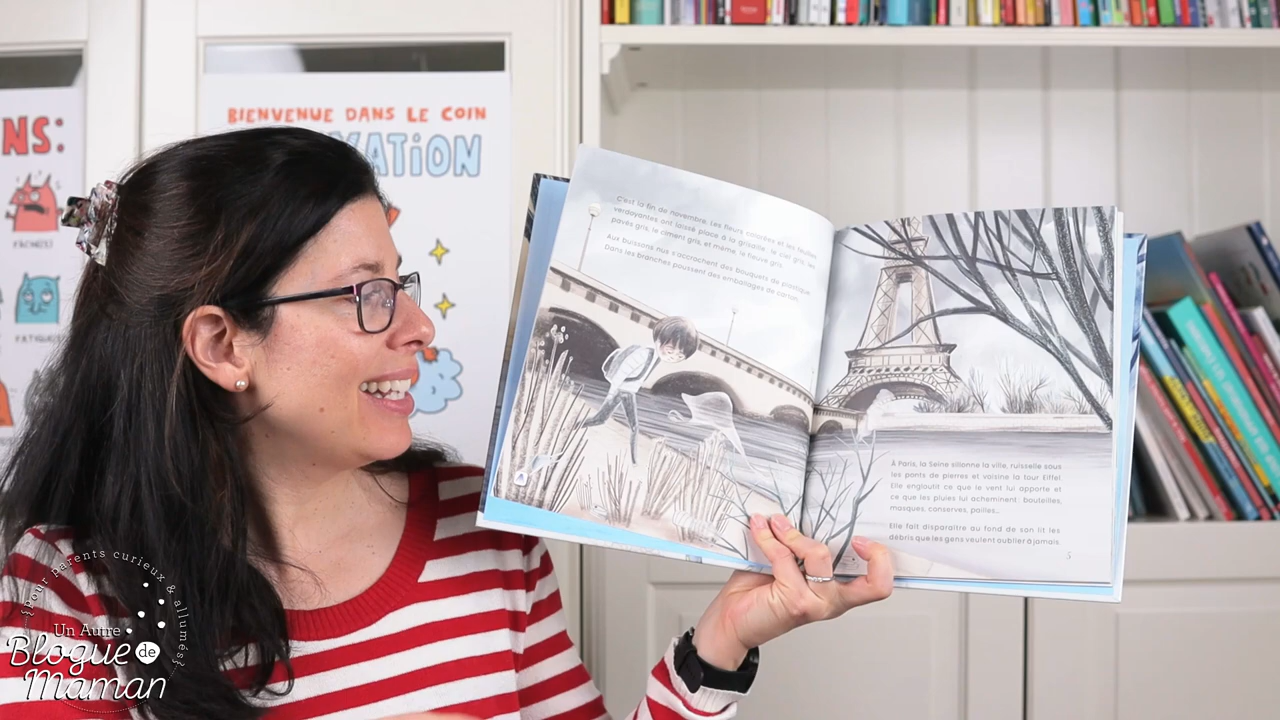 NS:
FÂCHÉ(E)
FATIGUÉ(E)
BIENVENUE DANS LE COIN
XATION
C'est la fin de novembre. Les fleurs colorées et les feuilles
verdoyantes ont laissé place à la grisaille : le ciel gris, les
pavés gris, le ciment gris, et même, le fleuve gris.
Aux buissons nus s'accrochent des bouquets de plastique.
Dans les branches poussent des emballages de carton.
À Paris, la Seine sillonne la ville, ruisselle sous
les ponts de pierres et voisine la tour Eiffel.
Elle engloutit ce que le vent lui apporte et
ce que les pluies lui acheminent : bouteilles,
masques, conserves, pailles...
Elle fait disparaître au fond de son lit les
débris que les gens veulent oublier à jamais.
5
{Pour parents curieux & allumés}
Un Autre
Blogue de
Maman